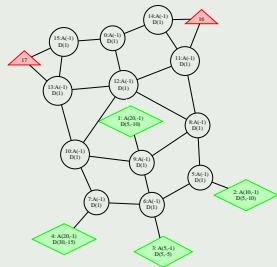 14:A(-1)
D(1)
16
15:A(-1)
D(1)
0:A(-1)
D(1)
17
11:A(-1)
D(1)
13:A(-1)
D(1)
12:A(-1)
D(1)
1: A(20,-1)
D(5,-10)
8:A(-1)
D(1)
10:A(-1)
D(1)
9:A(-1)
D(1)
5:A(-1)
D(1)
2: A(10,-1)
D(5,-10)
7:A(-1)
D(1)
6:A(-1)
D(1)
4: A(20,-1)
D(30,-15)
3: A(5,-1)
D(5,-5)